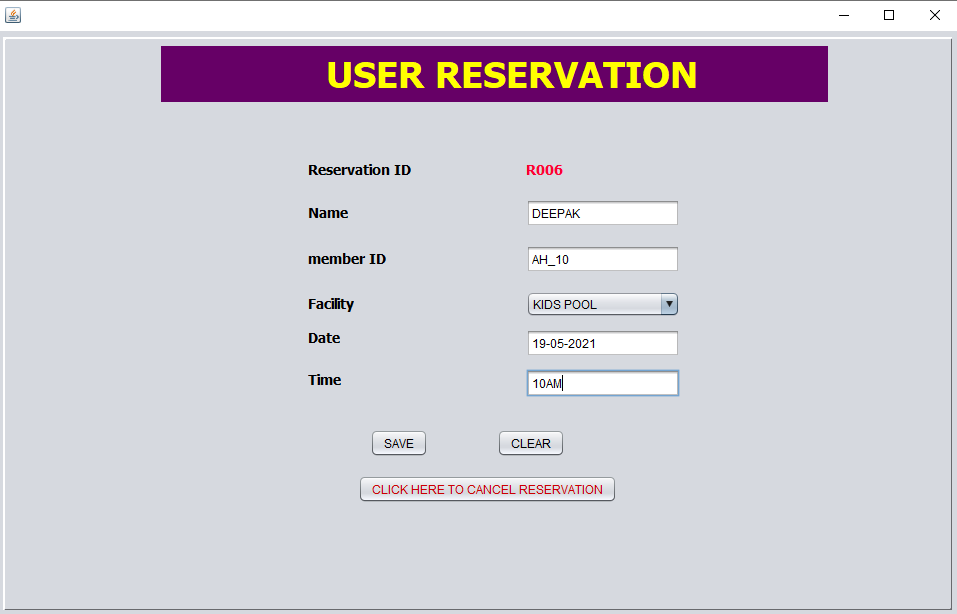 USER RESERVATION
Reservation ID R006
Name DEEPAK
member ID AH_10
Facility KIDS POOL
Date 19-05-2021
Time 10AM
SAVE CLEAR
CLICK HERE TO CANCEL RESERVATION